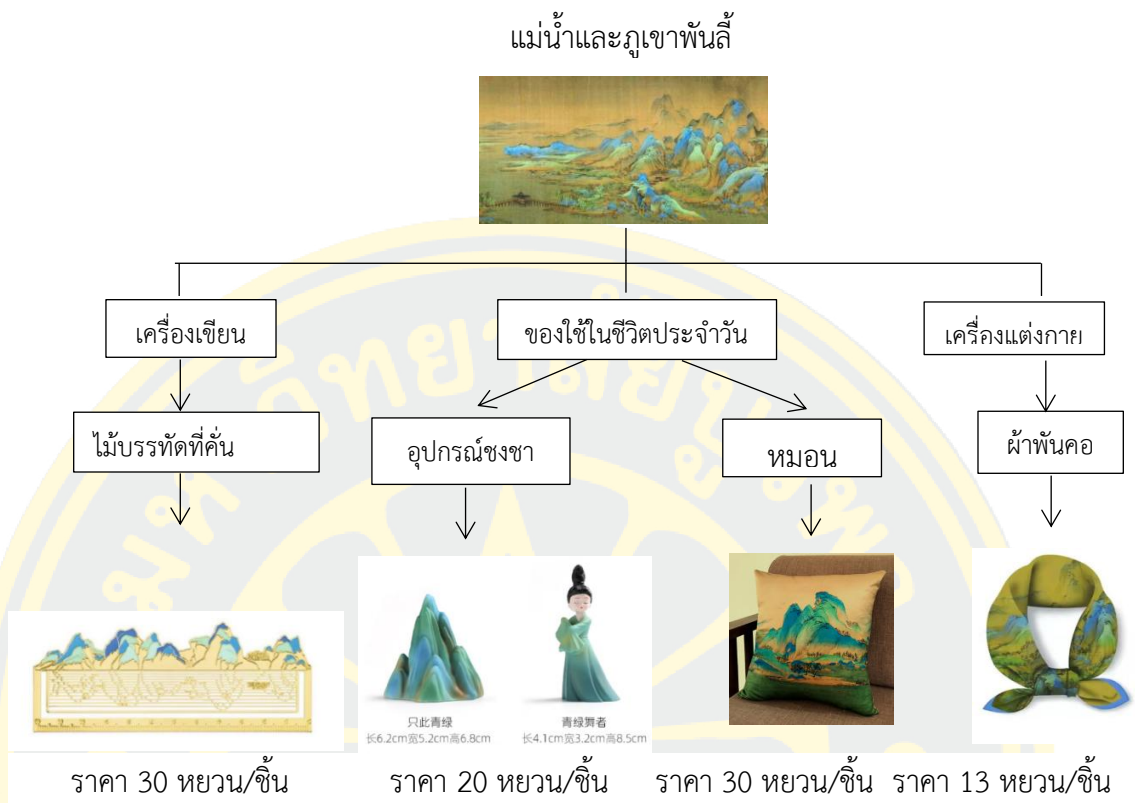 แม่น้ำและภูเขาพันลี้
เครื่องเขียน
ของใช้ในชีวิตประจำวัน
เครื่องแต่งกาย
ไม้บรรทัดที่คั่น
อุปกรณ์ชงชา
หมอน
ผ้าพันคอ
只此青绿
长6.2cm宽5.2cm高6.8cm
青绿舞者
长4.1cm宽3.2cm高8.5cm
ราคา 30 หยวน/ชิ้น
ราคา 20 หยวน/ชิ้น
ราคา 30 หยวน/ชิ้น
ราคา 13 หยวน/ชิ้น